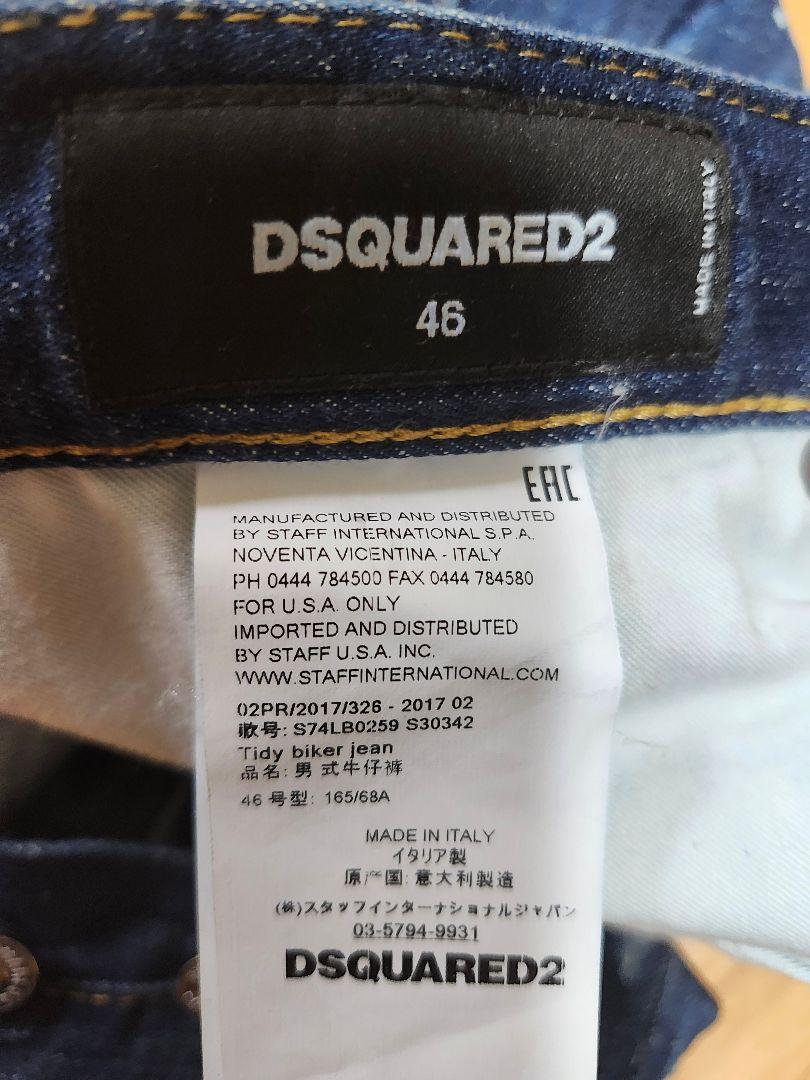 DSQUARED2
46
MADE IN ITALY
EAC
MANUFACTURED AND DISTRIBUTED
BY STAFF INTERNATIONAL S.P.A.
NOVENTA VICENTINA - ITALY
PH 0444 784500 FAX 0444 784580
FOR U.S.A. ONLY
IMPORTED AND DISTRIBUTED
BY STAFF U.S.A. INC.
WWW.STAFFINTERNATIONAL.COM
02PR/2017/326 - 2017 02
款号: S74LB0259 S30342
Tidy biker jean
品名: 男 式牛仔裤
46 号型: 165/68A
MADE IN ITALY
イタリア製
原产国: 意大利製造
(株)スタッフインターナショナルジャパン
03-5794-9931
DSQUARED2